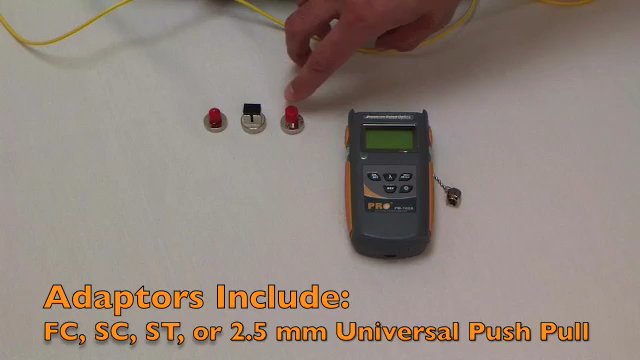 PRO
Adaptors Include:
FC, SC, ST, or 2.5 mm Universal Push Pull